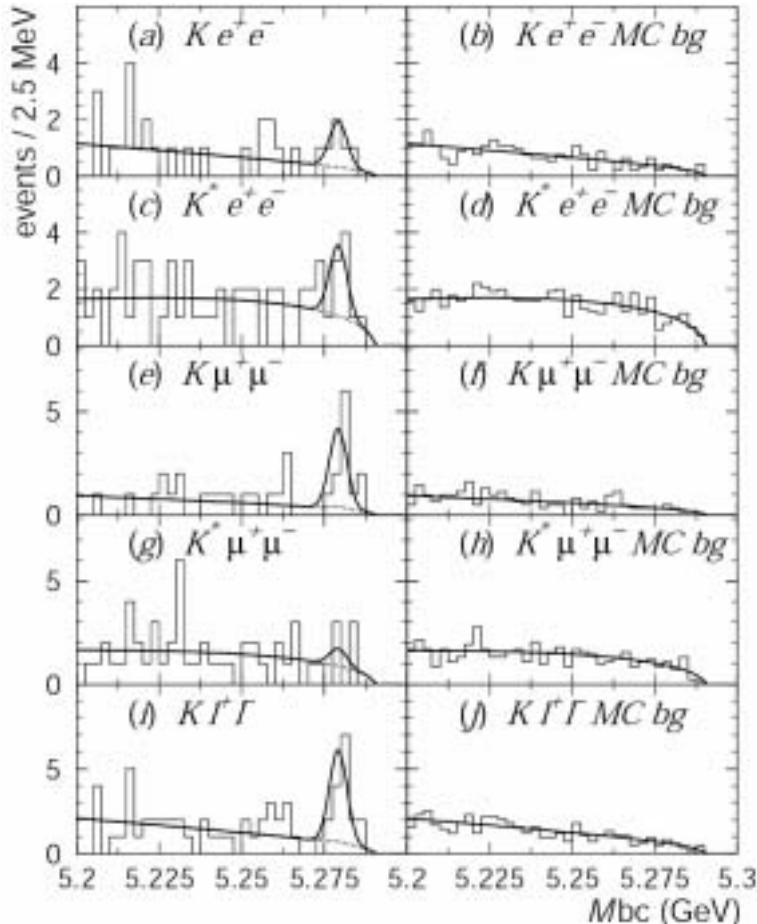 events / 2.5 MeV
(a) K e⁺ e⁻
(b) K e⁺ e⁻ MC bg
4
2
0
(c) K* e⁺ e⁻
(d) K* e⁺ e⁻ MC bg
4
2
0
(e) K μ⁺ μ⁻
(f) K μ⁺ μ⁻ MC bg
5
0
(g) K* μ⁺ μ⁻
(h) K* μ⁺ μ⁻ MC bg
5
0
(i) K l⁺ l⁻
(j) K l⁺ l⁻ MC bg
5
0
5.2 5.225 5.25 5.275 5.2 5.225 5.25 5.275 5.3
Mbc (GeV)